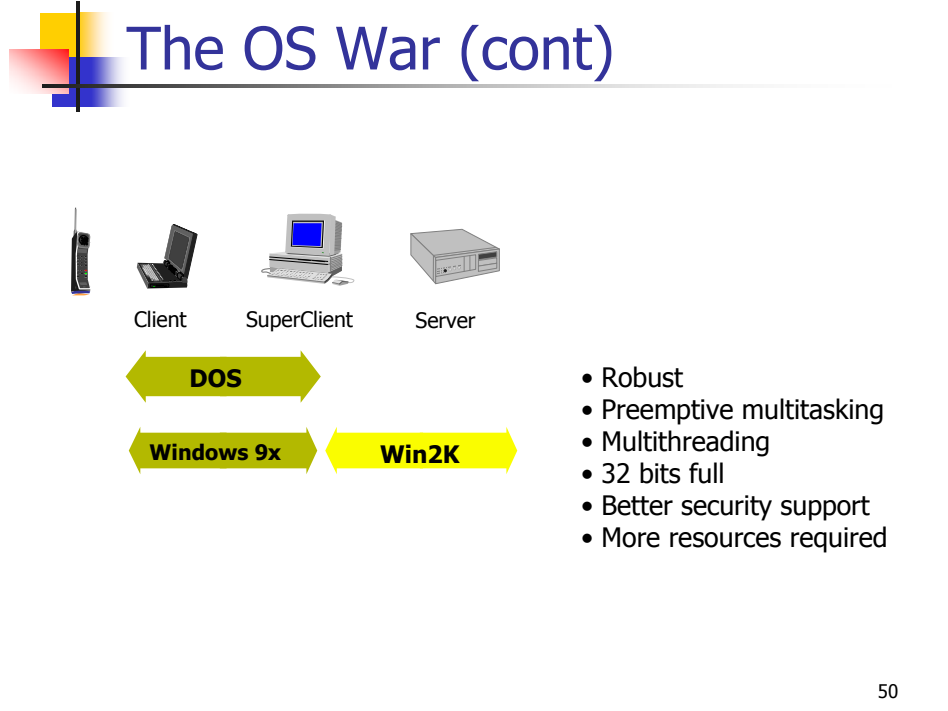 The OS War (cont)
Client
SuperClient
Server
DOS
Windows 9x
Win2K
• Robust
• Preemptive multitasking
• Multithreading
• 32 bits full
• Better security support
• More resources required
50